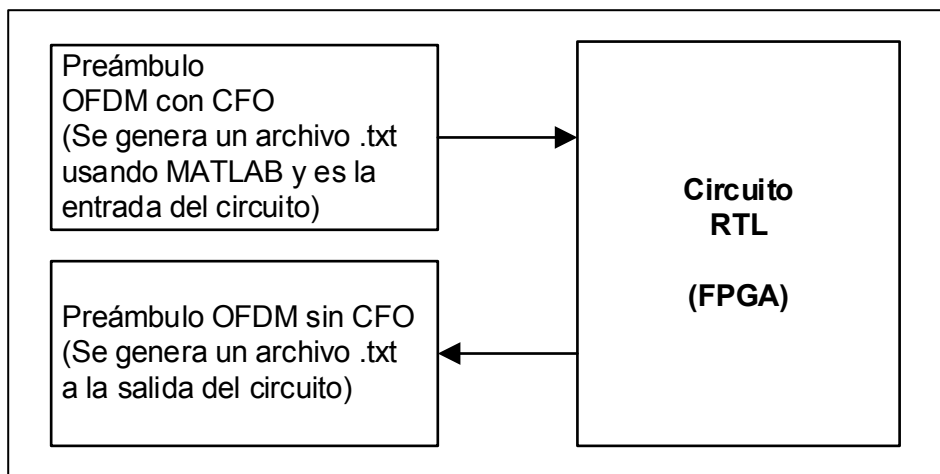 Preámbulo
OFDM con CFO
(Se genera un archivo .txt
usando MATLAB y es la
entrada del circuito)
Circuito
RTL
(FPGA)
Preámbulo OFDM sin CFO
(Se genera un archivo .txt
a la salida del circuito)